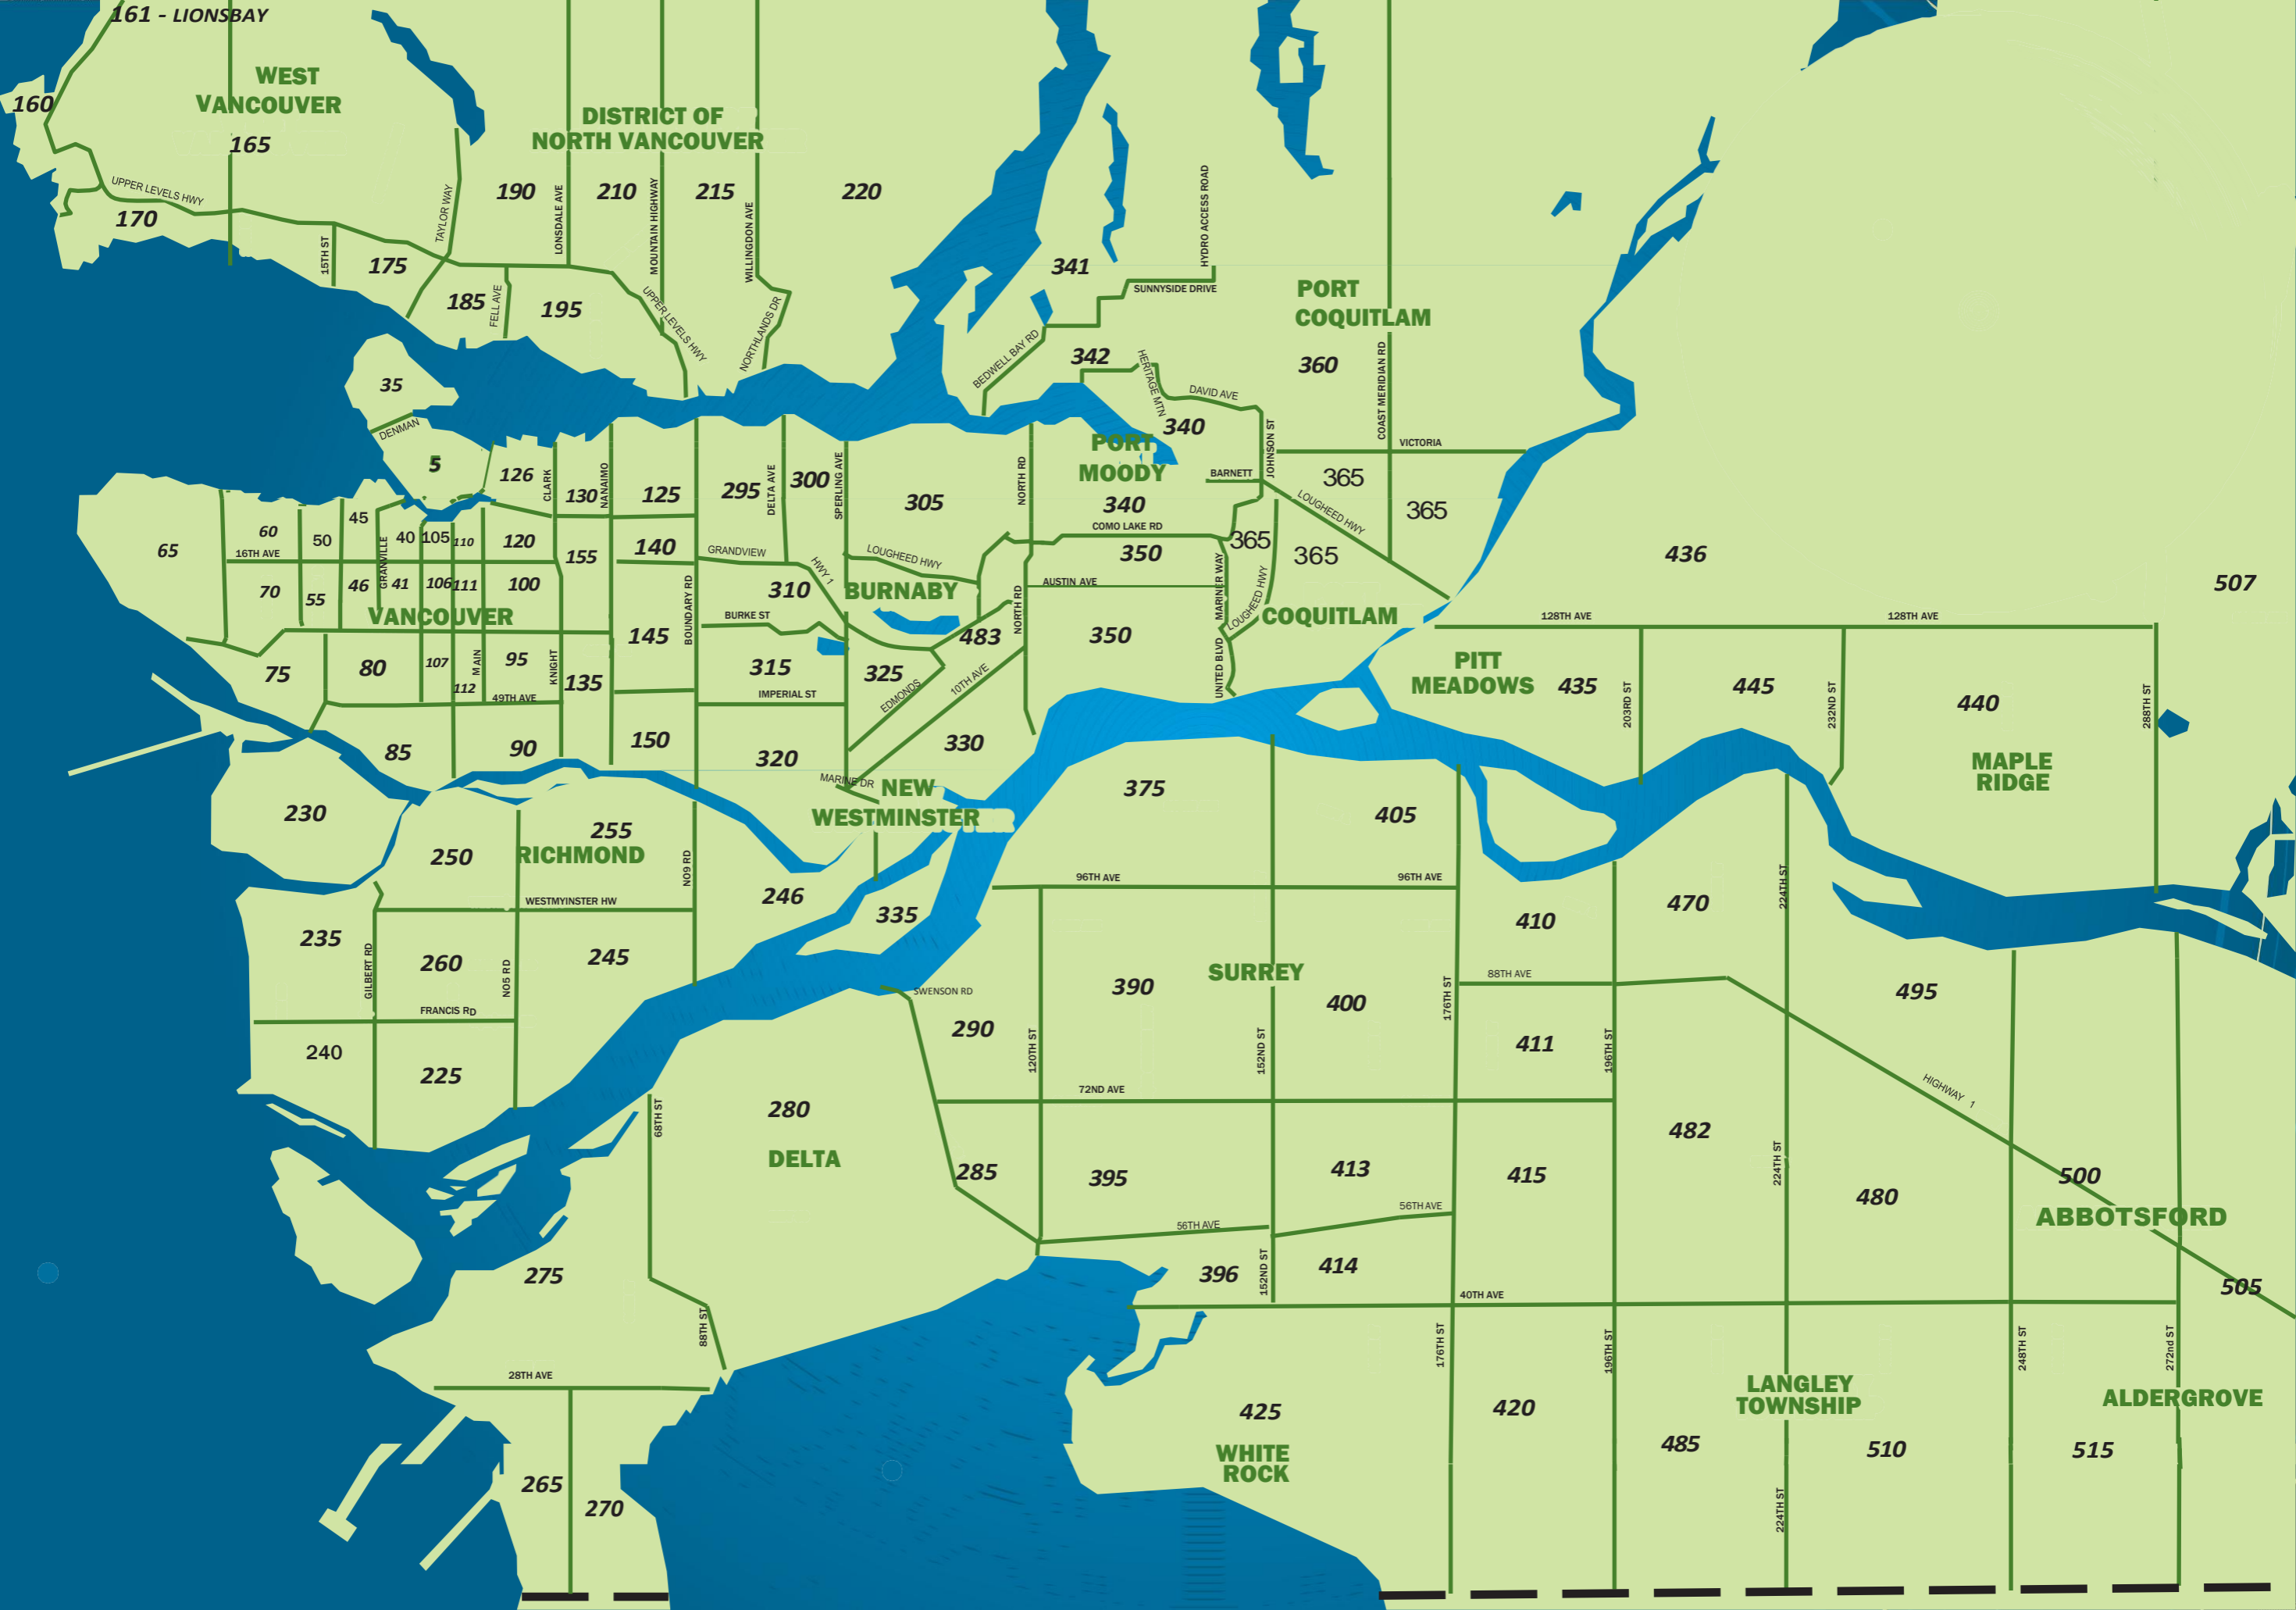 161 - LIONSBAY
WEST
VANCOUVER
160
165
DISTRICT OF
NORTH VANCOUVER
UPPER LEVELS HWY
170
TAYLOR WAY
190
LONSDALE AVE
210
MOUNTAIN HIGHWAY
215
WILLINGDON AVE
220
HYDRO ACCESS ROAD
15TH ST
175
185
FELL AVE
195
UPPER LEVELS HWY
NORTHLANDS DR
341
SUNNYSIDE DRIVE
PORT
COQUITLAM
BEDWELL BAY RD
342
HERITAGE MTN
DAVID AVE
360
COAST MERIDIAN RD
35
DENMAN
5
126
CLARK
130
NANAIMO
125
295
DELTA AVE
300
SPERLING AVE
305
NORTH RD
PORT
MOODY
340
340
BARNETT
JOHNSON ST
VICTORIA
365
365
LOUGHEED HWY
COMO LAKE RD
65
60
50
45
GRANVILLE
40
105
110
120
16TH AVE
155
140
GRANDVIEW
HWY 1
LOUGHEED HWY
350
365
365
436
507
70
55
46
41
106
111
100
VANCOUVER
145
BOUNDARY RD
310
BURNABY
BURKE ST
AUSTIN AVE
MARINER WAY
LOUGHEED HWY
COQUITLAM
128TH AVE
128TH AVE
75
80
107
MAIN
95
112
49TH AVE
KNIGHT
135
315
IMPERIAL ST
325
EDMONDS
483
10TH AVE
NORTH RD
350
UNITED BLVD
PITT
MEADOWS
435
203RD ST
445
232ND ST
440
288TH ST
85
90
150
320
MARINE DR
330
NEW
WESTMINSTER
375
405
MAPLE
RIDGE
230
250
255
RICHMOND
NO9 RD
246
335
96TH AVE
96TH AVE
410
470
224TH ST
WESTMYINSTER HW
235
GILBERT RD
260
NO5 RD
245
FRANCIS RD
240
225
SWENSON RD
290
120TH ST
390
SURREY
152ND ST
400
176TH ST
88TH AVE
411
196TH ST
495
HIGHWAY 1
68TH ST
280
DELTA
72ND AVE
285
395
413
415
482
224TH ST
480
500
ABBOTSFORD
56TH AVE
56TH AVE
275
88TH ST
396
152ND ST
414
40TH AVE
505
28TH AVE
176TH ST
196TH ST
248TH ST
272nd ST
LANGLEY
TOWNSHIP
ALDERGROVE
425
WHITE
ROCK
420
485
510
515
265
270
224TH ST